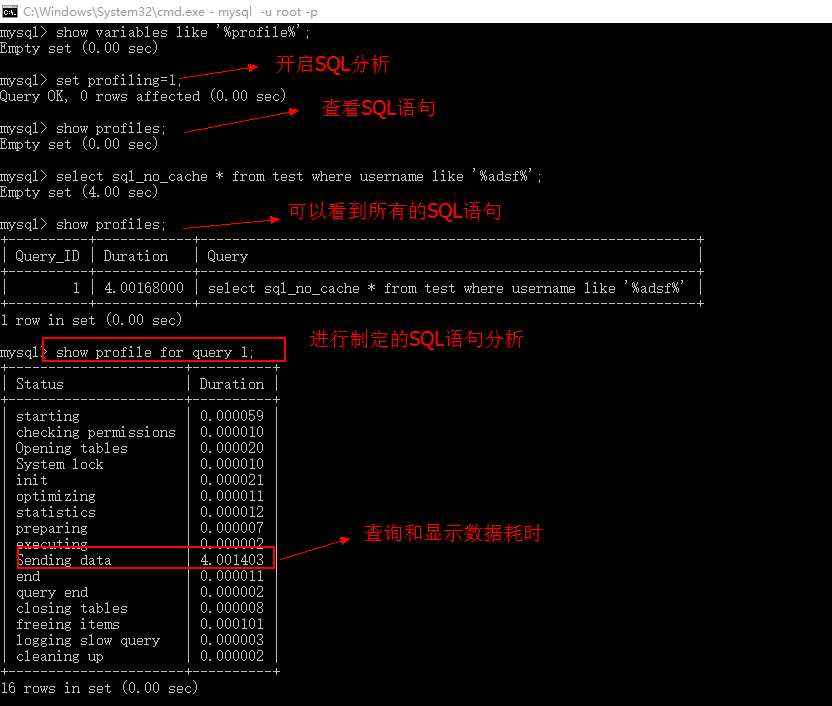 C:\Windows\System32\cmd.exe - mysql  -u root -p
mysql> show variables like '%profile%';
Empty set (0.00 sec)
开启SQL分析
mysql> set profiling=1;
Query OK, 0 rows affected (0.00 sec)
查看SQL语句
mysql> show profiles;
Empty set (0.00 sec)
mysql> select sql_no_cache * from test where username like '%adsf%';
Empty set (4.00 sec)
可以看到所有的SQL语句
mysql> show profiles;
+----------+------------+------------------------------------------------------------+
| Query_ID | Duration   | Query                                                      |
+----------+------------+------------------------------------------------------------+
|        1 | 4.00168000 | select sql_no_cache * from test where username like '%adsf%' |
+----------+------------+------------------------------------------------------------+
1 row in set (0.00 sec)
进行制定的SQL语句分析
mysql> show profile for query 1;
+----------------------+----------+
| Status               | Duration |
+----------------------+----------+
| starting             | 0.000059 |
| checking permissions | 0.000010 |
| Opening tables       | 0.000020 |
| System lock          | 0.000010 |
| init                 | 0.000021 |
| optimizing           | 0.000011 |
| statistics           | 0.000012 |
| preparing            | 0.000007 |
| executing            | 0.000002 |
查询和显示数据耗时
| Sending data         | 4.001403 |
| end                  | 0.000011 |
| query end            | 0.000002 |
| closing tables       | 0.000008 |
| freeing items        | 0.000101 |
| logging slow query   | 0.000003 |
| cleaning up          | 0.000002 |
+----------------------+----------+
16 rows in set (0.00 sec)